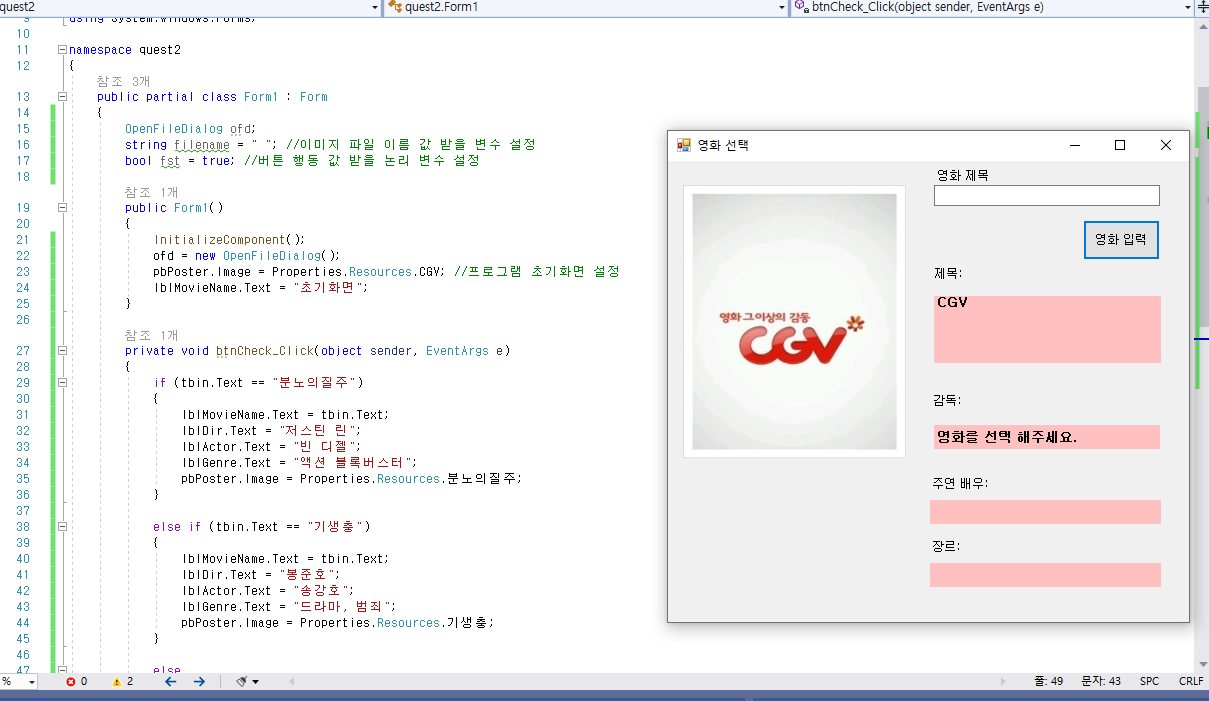 quest2
quest2.Form1
btnCheck_Click(object sender, EventArgs e)
9 using System.Windows.Forms;
10
11 namespace quest2
12 {
참조 3개
13 public partial class Form1 : Form
14 {
15 OpenFileDialog ofd;
16 string filename = " "; //이미지 파일 이름 값 받을 변수 설정
17 bool fst = true; //버튼 행동 값 받을 논리 변수 설정
18
참조 1개
19 public Form1()
20 {
21 InitializeComponent();
22 ofd = new OpenFileDialog();
23 pbPoster.Image = Properties.Resources.CGV; //프로그램 초기화면 설정
24 lblMovieName.Text = "초기화면";
25 }
26
참조 1개
27 private void btnCheck_Click(object sender, EventArgs e)
28 {
29 if (tbin.Text == "분노의질주")
30 {
31 lblMovieName.Text = tbin.Text;
32 lblDir.Text = "저스틴 린";
33 lblActor.Text = "빈 디젤";
34 lblGenre.Text = "액션 블록버스터";
35 pbPoster.Image = Properties.Resources.분노의질주;
36 }
37
38 else if (tbin.Text == "기생충")
39 {
40 lblMovieName.Text = tbin.Text;
41 lblDir.Text = "봉준호";
42 lblActor.Text = "송강호";
43 lblGenre.Text = "드라마, 범죄";
44 pbPoster.Image = Properties.Resources.기생충;
45 }
46
47 else
영화 선택
영화 그 이상의 감동
CGV
영화 제목
영화 입력
제목:
CGV
감독:
영화을 선택 해주세요.
주연 배우:
장르:
% 0 2 줄: 49 문자: 43 SPC CRLF